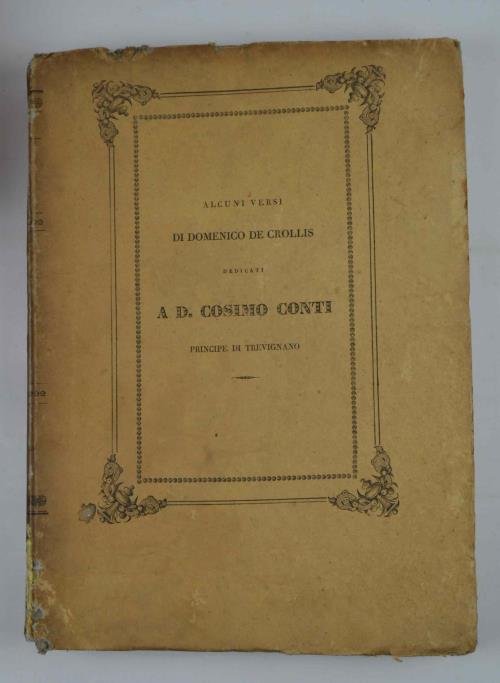 ALCUNI VERSI
DI DOMENICO DE CROLLIS
DEDICATI
A D. COSIMO CONTI
PRINCIPE DI TREVIGNANO